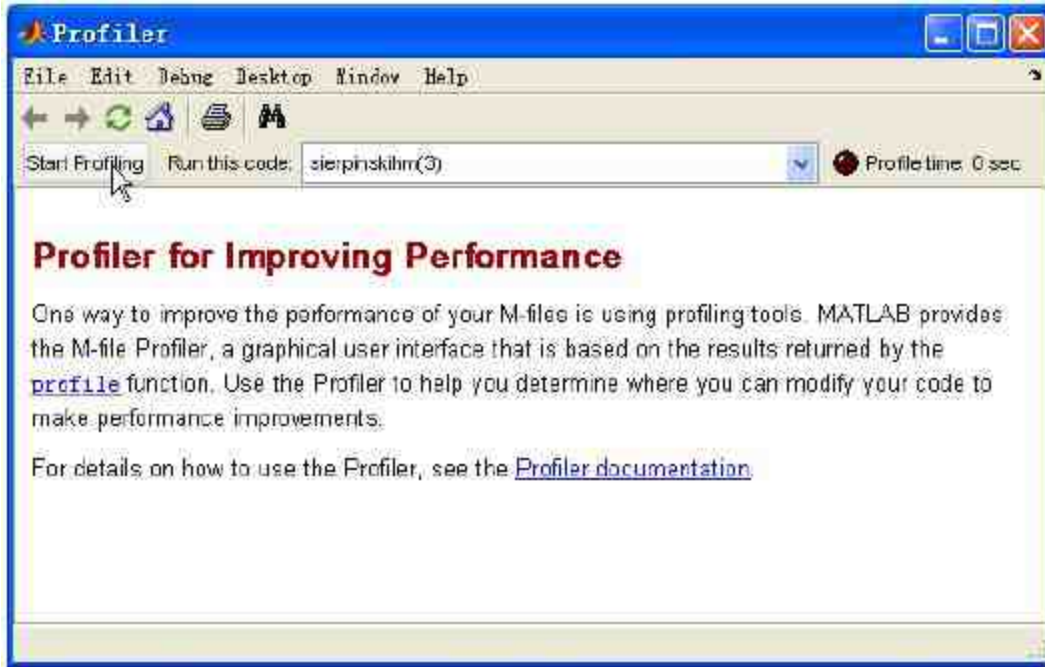 Profiler
File Edit Debug Desktop Window Help
Start Profiling Run this code: sierpinskihm(3) Profile time: 0 sec
Profiler for Improving Performance
One way to improve the performance of your M-files is using profiling tools. MATLAB provides
the M-file Profiler, a graphical user interface that is based on the results returned by the
profile function. Use the Profiler to help you determine where you can modify your code to
make performance improvements.
For details on how to use the Profiler, see the Profiler documentation.